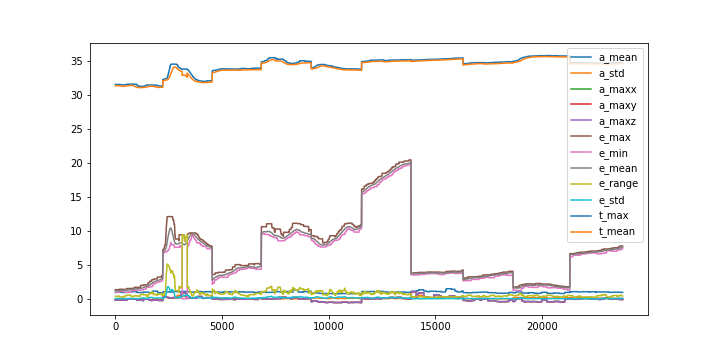 35
30
25
20
15
10
5
0
0
5000
10000
15000
20000
a_mean
a_std
a_maxx
a_maxy
a_maxz
e_max
e_min
e_mean
e_range
e_std
t_max
t_mean